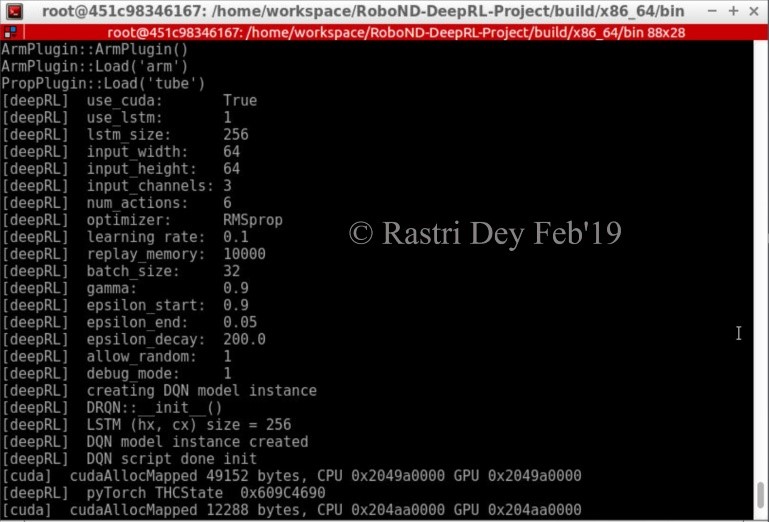 root@451c98346167: /home/workspace/RoboND-DeepRL-Project/build/x86_64/bin
root@451c98346167: /home/workspace/RoboND-DeepRL-Project/build/x86_64/bin 88x28
ArmPlugin::ArmPlugin()
ArmPlugin::Load('arm')
PropPlugin::Load('tube')
[deepRL]  use_cuda:       True
[deepRL]  use_lstm:       1
[deepRL]  lstm_size:      256
[deepRL]  input_width:    64
[deepRL]  input_height:   64
[deepRL]  input_channels: 3
[deepRL]  num_actions:    6
[deepRL]  optimizer:      RMSprop
[deepRL]  learning rate:  0.1
[deepRL]  replay_memory:  10000
[deepRL]  batch_size:     32
[deepRL]  gamma:          0.9
[deepRL]  epsilon_start:  0.9
[deepRL]  epsilon_end:    0.05
[deepRL]  epsilon_decay:  200.0
[deepRL]  allow_random:   1
[deepRL]  debug_mode:     1
[deepRL]  creating DQN model instance
[deepRL]  DRQN::__init__()
[deepRL]  LSTM (hx, cx) size = 256
[deepRL]  DQN model instance created
[deepRL]  DQN script done init
[cuda]  cudaAllocMapped 49152 bytes, CPU 0x2049a0000 GPU 0x2049a0000
[deepRL]  pyTorch THCState  0x609C4690
[cuda]  cudaAllocMapped 12288 bytes, CPU 0x204aa0000 GPU 0x204aa0000
© Rastri Dey Feb'19